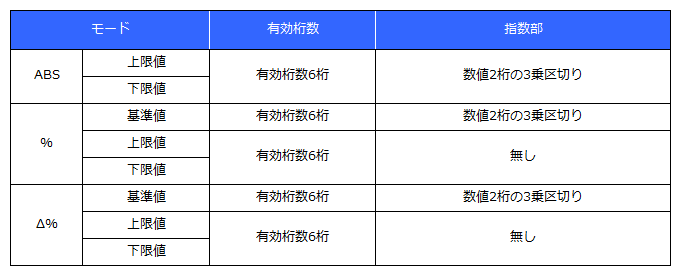 モード 有効桁数 指数部
ABS 上限値 有効桁数6桁 数値2桁の3乗区切り
下限値
% 基準値 有効桁数6桁 数値2桁の3乗区切り
上限値 有効桁数6桁 無し
下限値
Δ% 基準値 有効桁数6桁 数値2桁の3乗区切り
上限値 有効桁数6桁 無し
下限値